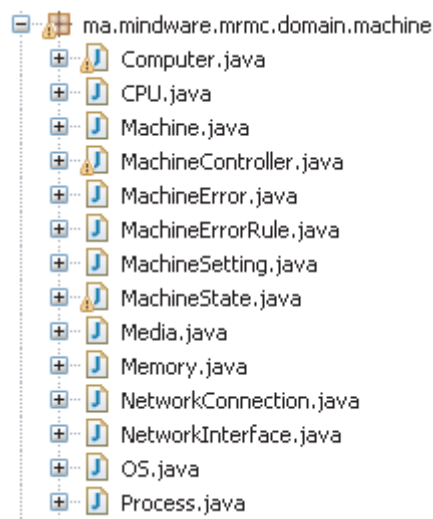 ma.mindware.mrmc.domain.machine
Computer.java
CPU.java
Machine.java
MachineController.java
MachineError.java
MachineErrorRule.java
MachineSetting.java
MachineState.java
Media.java
Memory.java
NetworkConnection.java
NetworkInterface.java
OS.java
Process.java